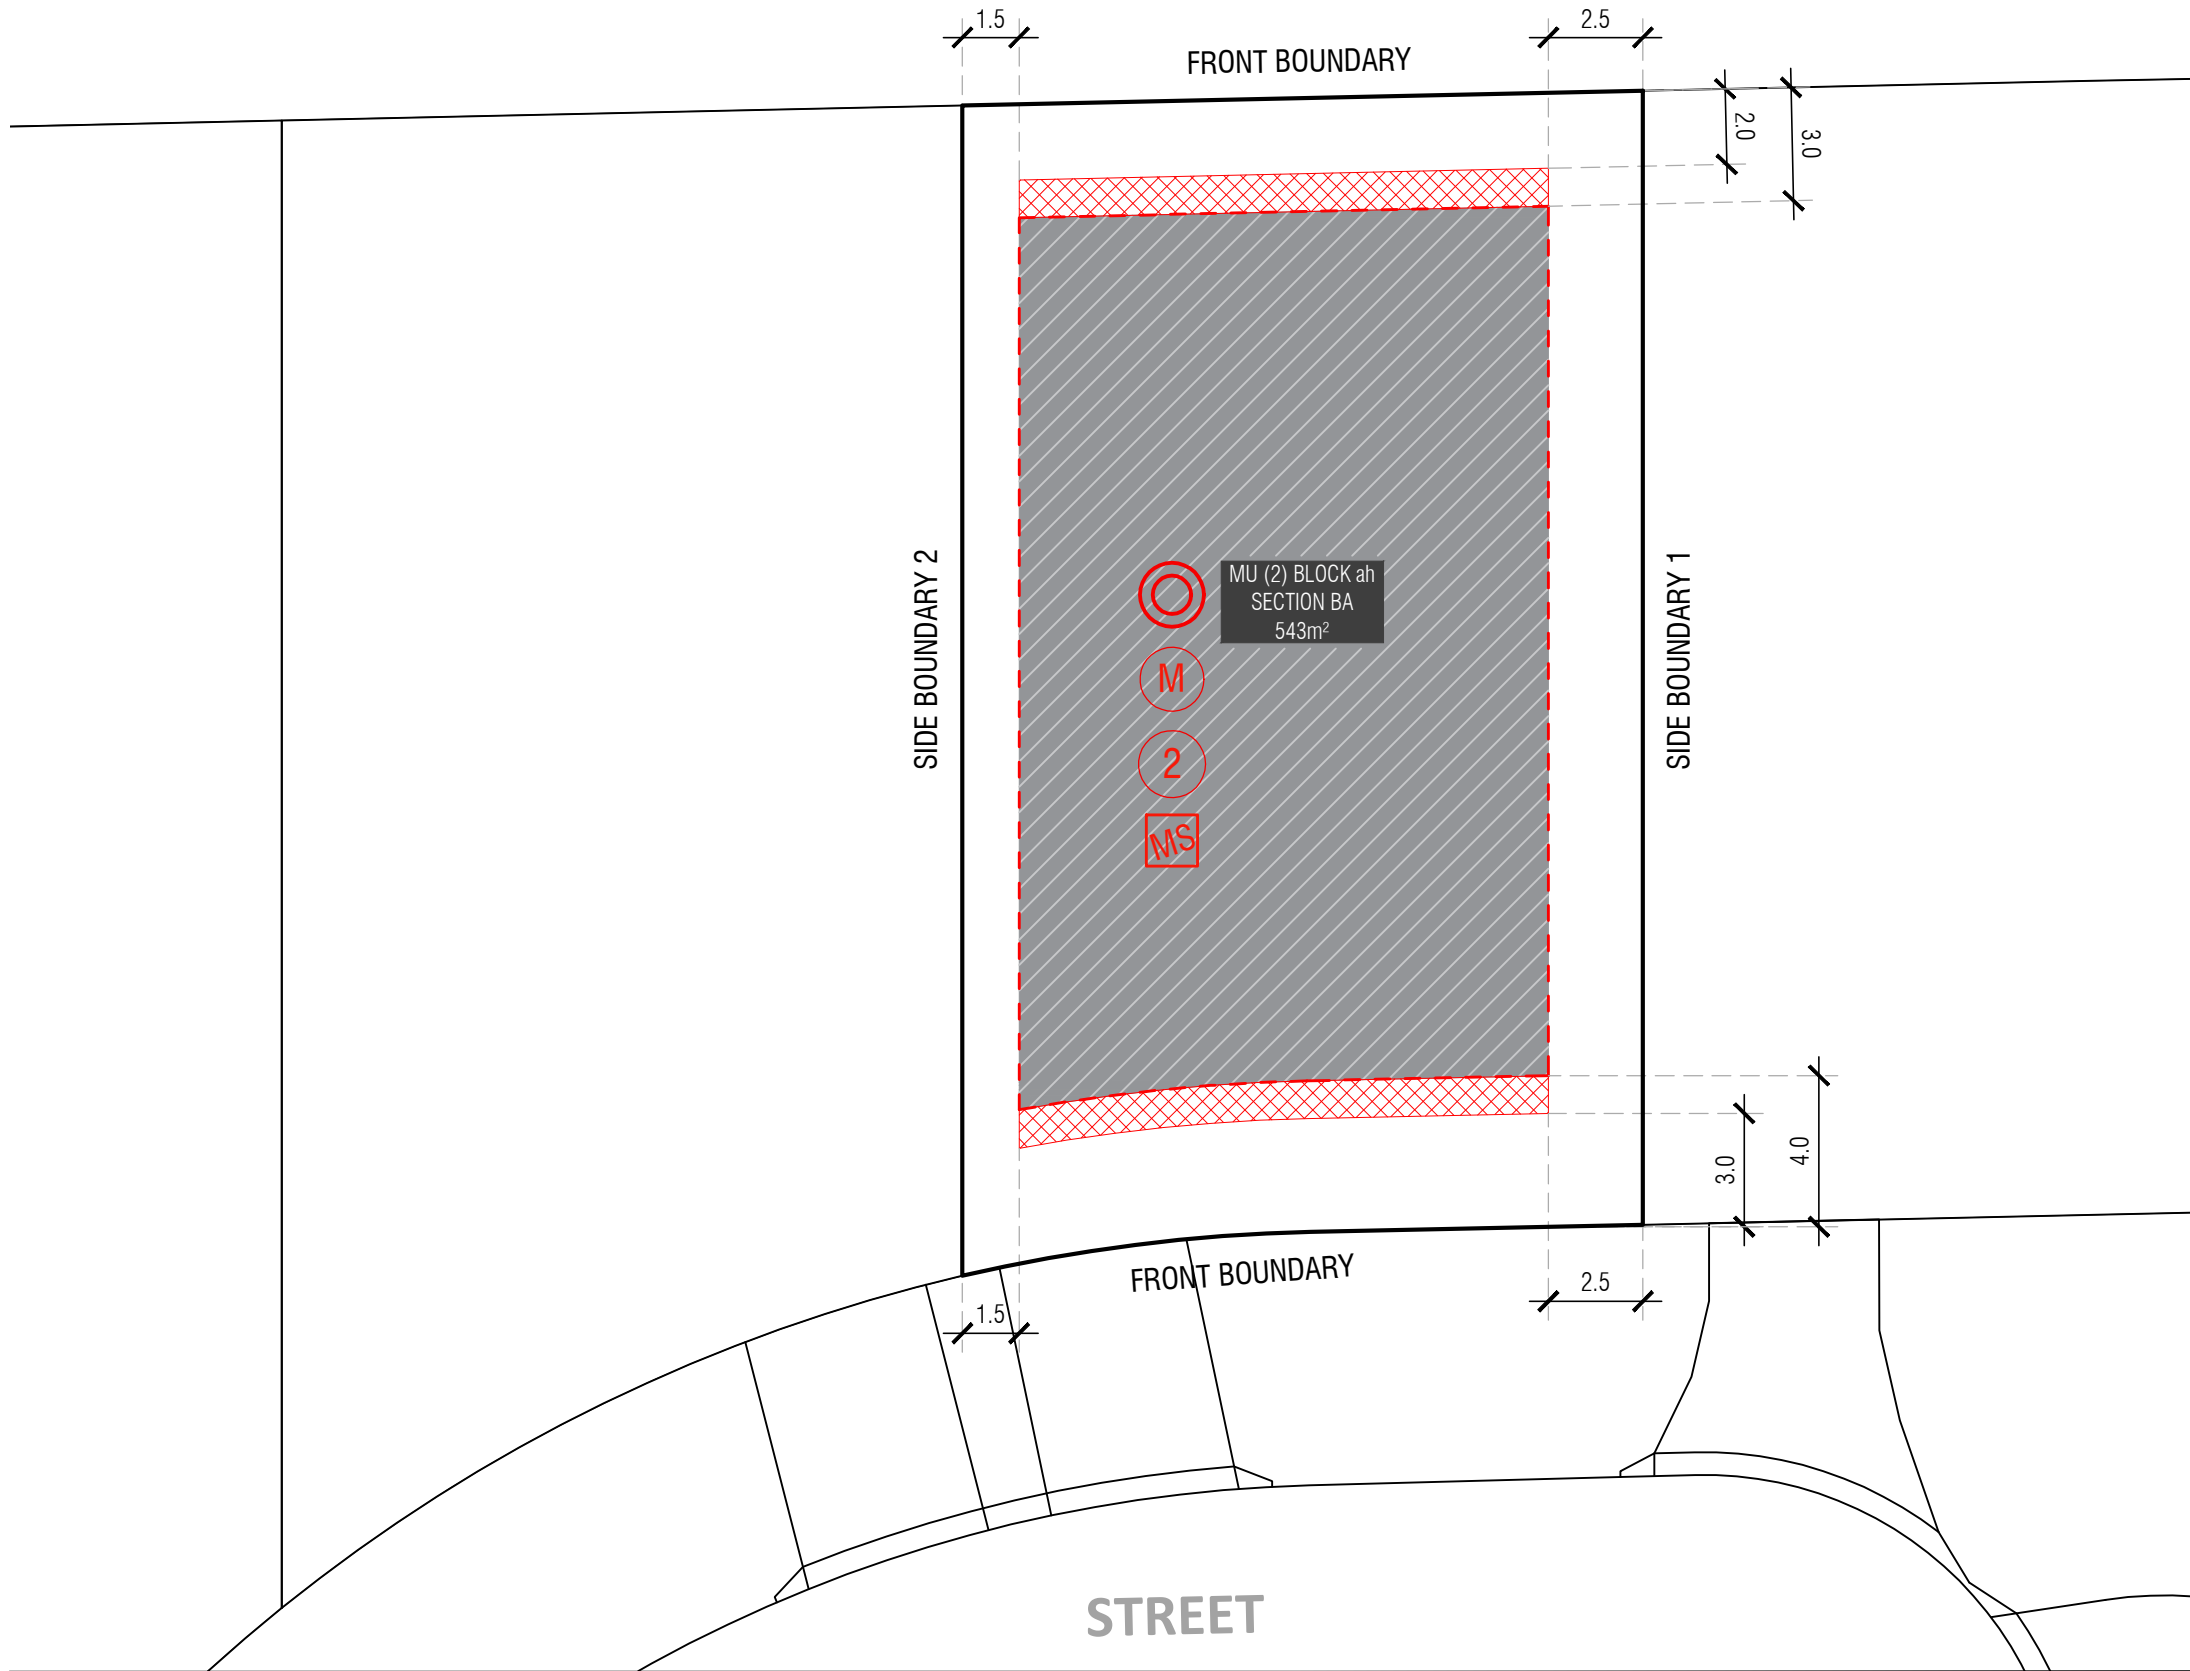 1.5
2.5
FRONT BOUNDARY
2.0
3.0
SIDE BOUNDARY 2
MU (2) BLOCK ah
SECTION BA
543m²
SIDE BOUNDARY 1
M
2
MS
3.0
4.0
FRONT BOUNDARY
2.5
1.5
STREET